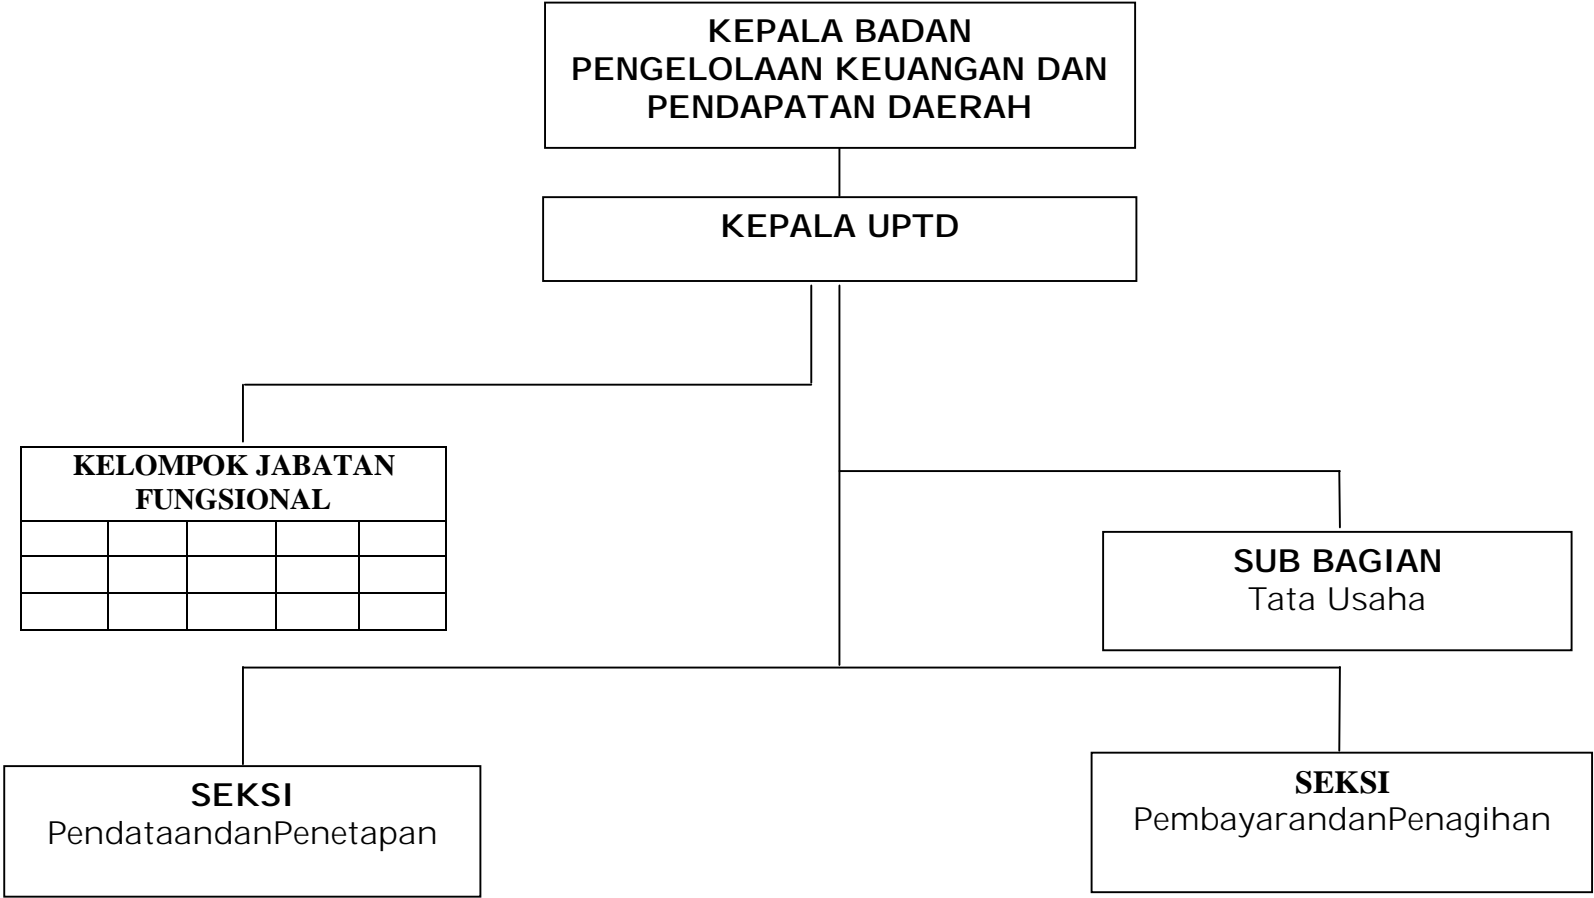 KEPALA BADAN
PENGELOLAAN KEUANGAN DAN
PENDAPATAN DAERAH
KEPALA UPTD
KELOMPOK JABATAN
FUNGSIONAL
SUB BAGIAN
Tata Usaha
SEKSI
PendataandanPenetapan
SEKSI
PembayarandanPenagihan